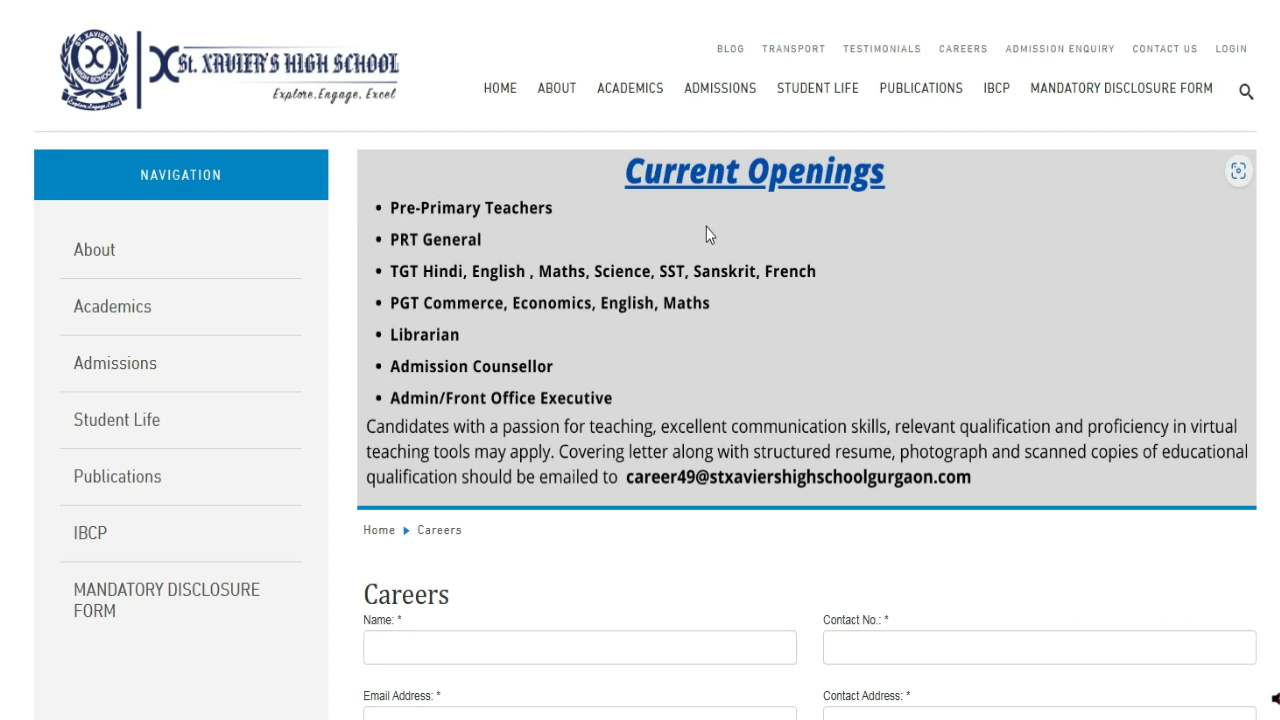 St. XAVIER'S HIGH SCHOOL
Explore, Engage, Excel
BLOG TRANSPORT TESTIMONIALS CAREERS ADMISSION ENQUIRY CONTACT US LOGIN
HOME ABOUT ACADEMICS ADMISSIONS STUDENT LIFE PUBLICATIONS IBCP MANDATORY DISCLOSURE FORM
NAVIGATION
About
Academics
Admissions
Student Life
Publications
IBCP
MANDATORY DISCLOSURE
FORM
Current Openings
• Pre-Primary Teachers
• PRT General
• TGT Hindi, English , Maths, Science, SST, Sanskrit, French
• PGT Commerce, Economics, English, Maths
• Librarian
• Admission Counsellor
• Admin/Front Office Executive
Candidates with a passion for teaching, excellent communication skills, relevant qualification and proficiency in virtual
teaching tools may apply. Covering letter along with structured resume, photograph and scanned copies of educational
qualification should be emailed to career49@stxaviershighschoolgurgaon.com
Home Careers
Careers
Name: * Contact No.: *
Email Address: * Contact Address: *